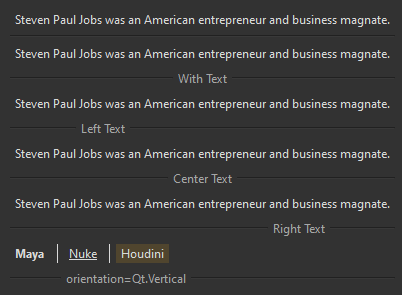 Steven Paul Jobs was an American entrepreneur and business magnate.
Steven Paul Jobs was an American entrepreneur and business magnate.
With Text
Steven Paul Jobs was an American entrepreneur and business magnate.
Left Text
Steven Paul Jobs was an American entrepreneur and business magnate.
Center Text
Steven Paul Jobs was an American entrepreneur and business magnate.
Right Text
Maya Nuke Houdini
orientation=Qt.Vertical